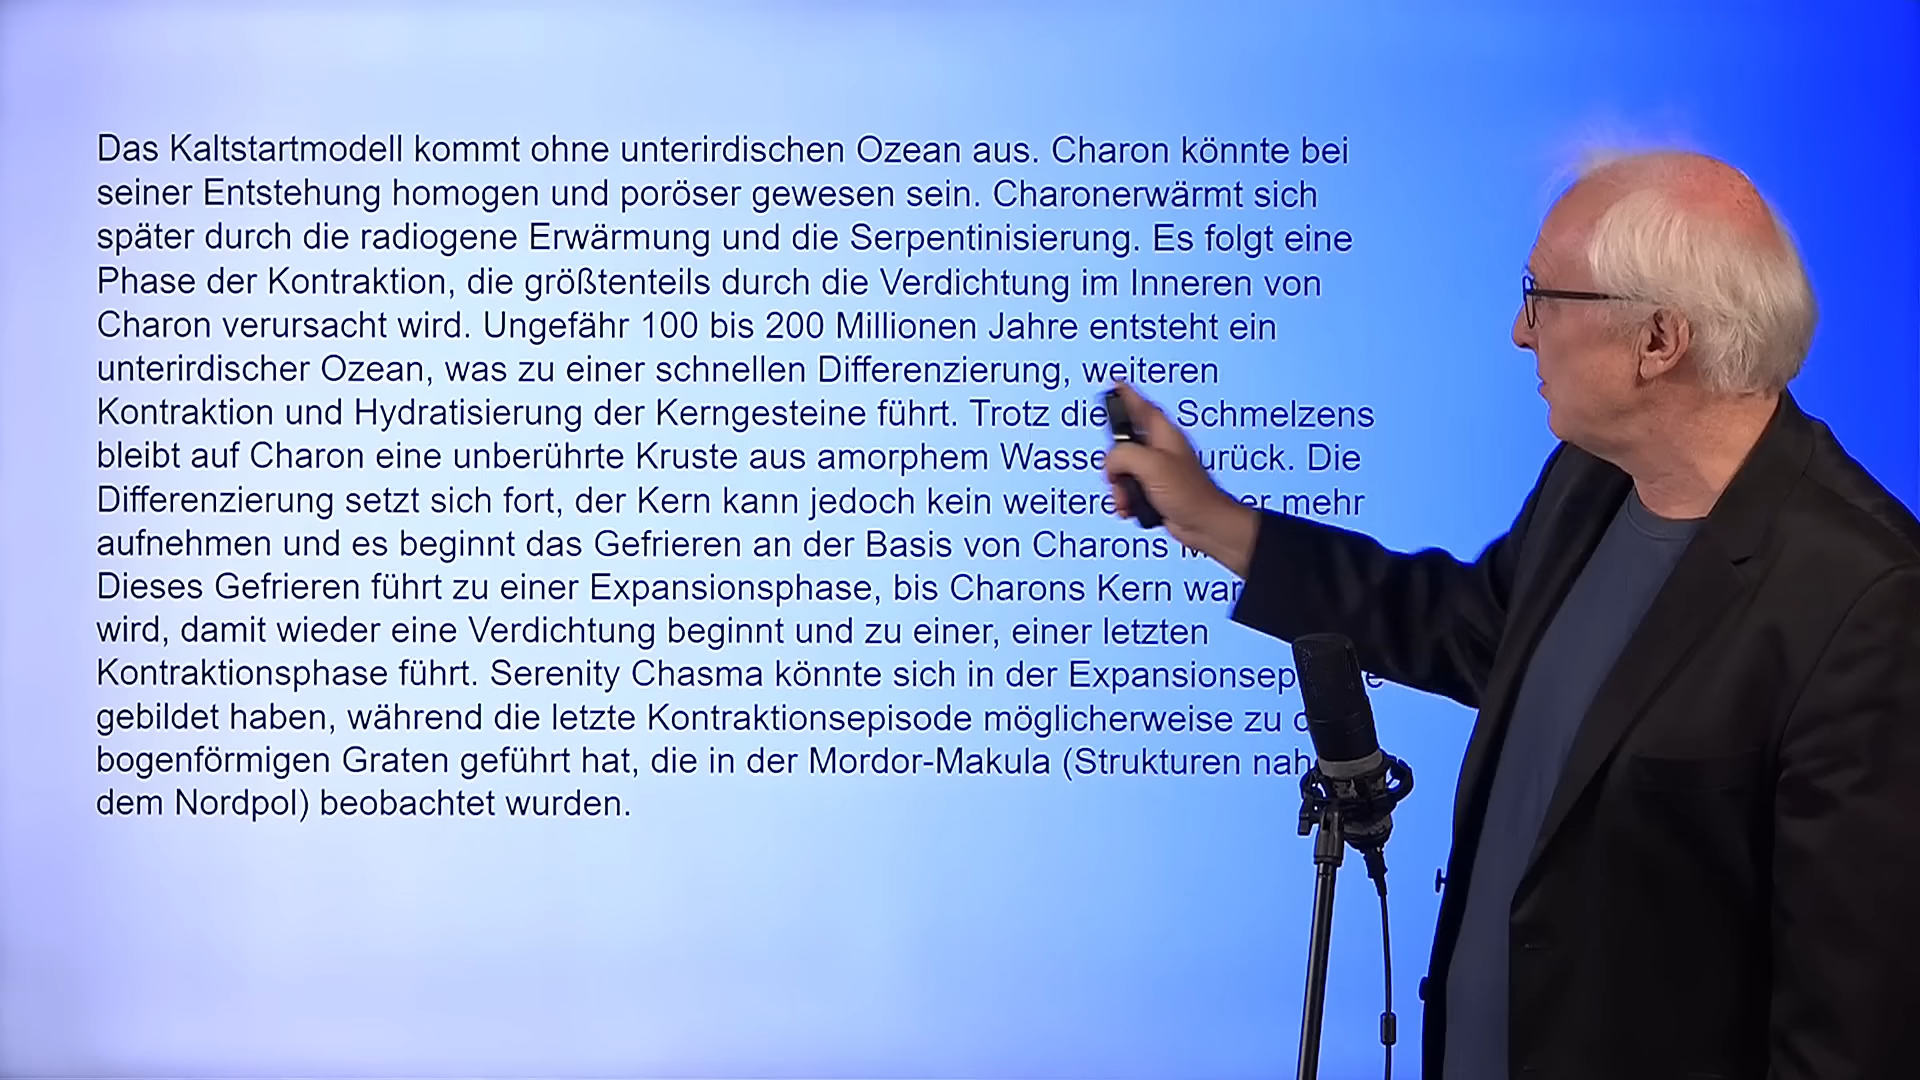 Das Kaltstartmodell kommt ohne unterirdischen Ozean aus. Charon könnte bei
seiner Entstehung homogen und poröser gewesen sein. Charonerwärmt sich
später durch die radiogene Erwärmung und die Serpentinisierung. Es folgt eine
Phase der Kontraktion, die größtenteils durch die Verdichtung im Inneren von
Charon verursacht wird. Ungefähr 100 bis 200 Millionen Jahre entsteht ein
unterirdischer Ozean, was zu einer schnellen Differenzierung, weiteren
Kontraktion und Hydratisierung der Kerngesteine führt. Trotz Schmelzens
bleibt auf Charon eine unberührte Kruste aus amorphem Die
Differenzierung setzt sich fort, der Kern kann jedoch kein mehr
aufnehmen und es beginnt das Gefrieren an der Basis von Charons
Dieses Gefrieren führt zu einer Expansionsphase, bis Charons Kern
wird, damit wieder eine Verdichtung beginnt und zu einer, einer letzten
Kontraktionsphase führt. Serenity Chasma könnte sich in der
gebildet haben, während die letzte Kontraktionsepisode möglicherweise zu
bogenförmigen Graten geführt hat, die in der Mordor-Makula (Strukturen
dem Nordpol) beobachtet wurden.